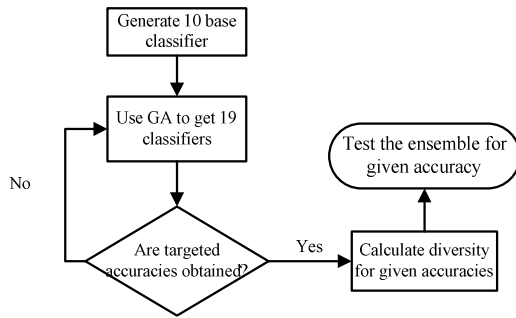 Generate 10 base
classifier
Use GA to get 19
classifiers
No
Are targeted
accuracies obtained?
Yes
Calculate diversity
for given accuracies
Test the ensemble for
given accuracy